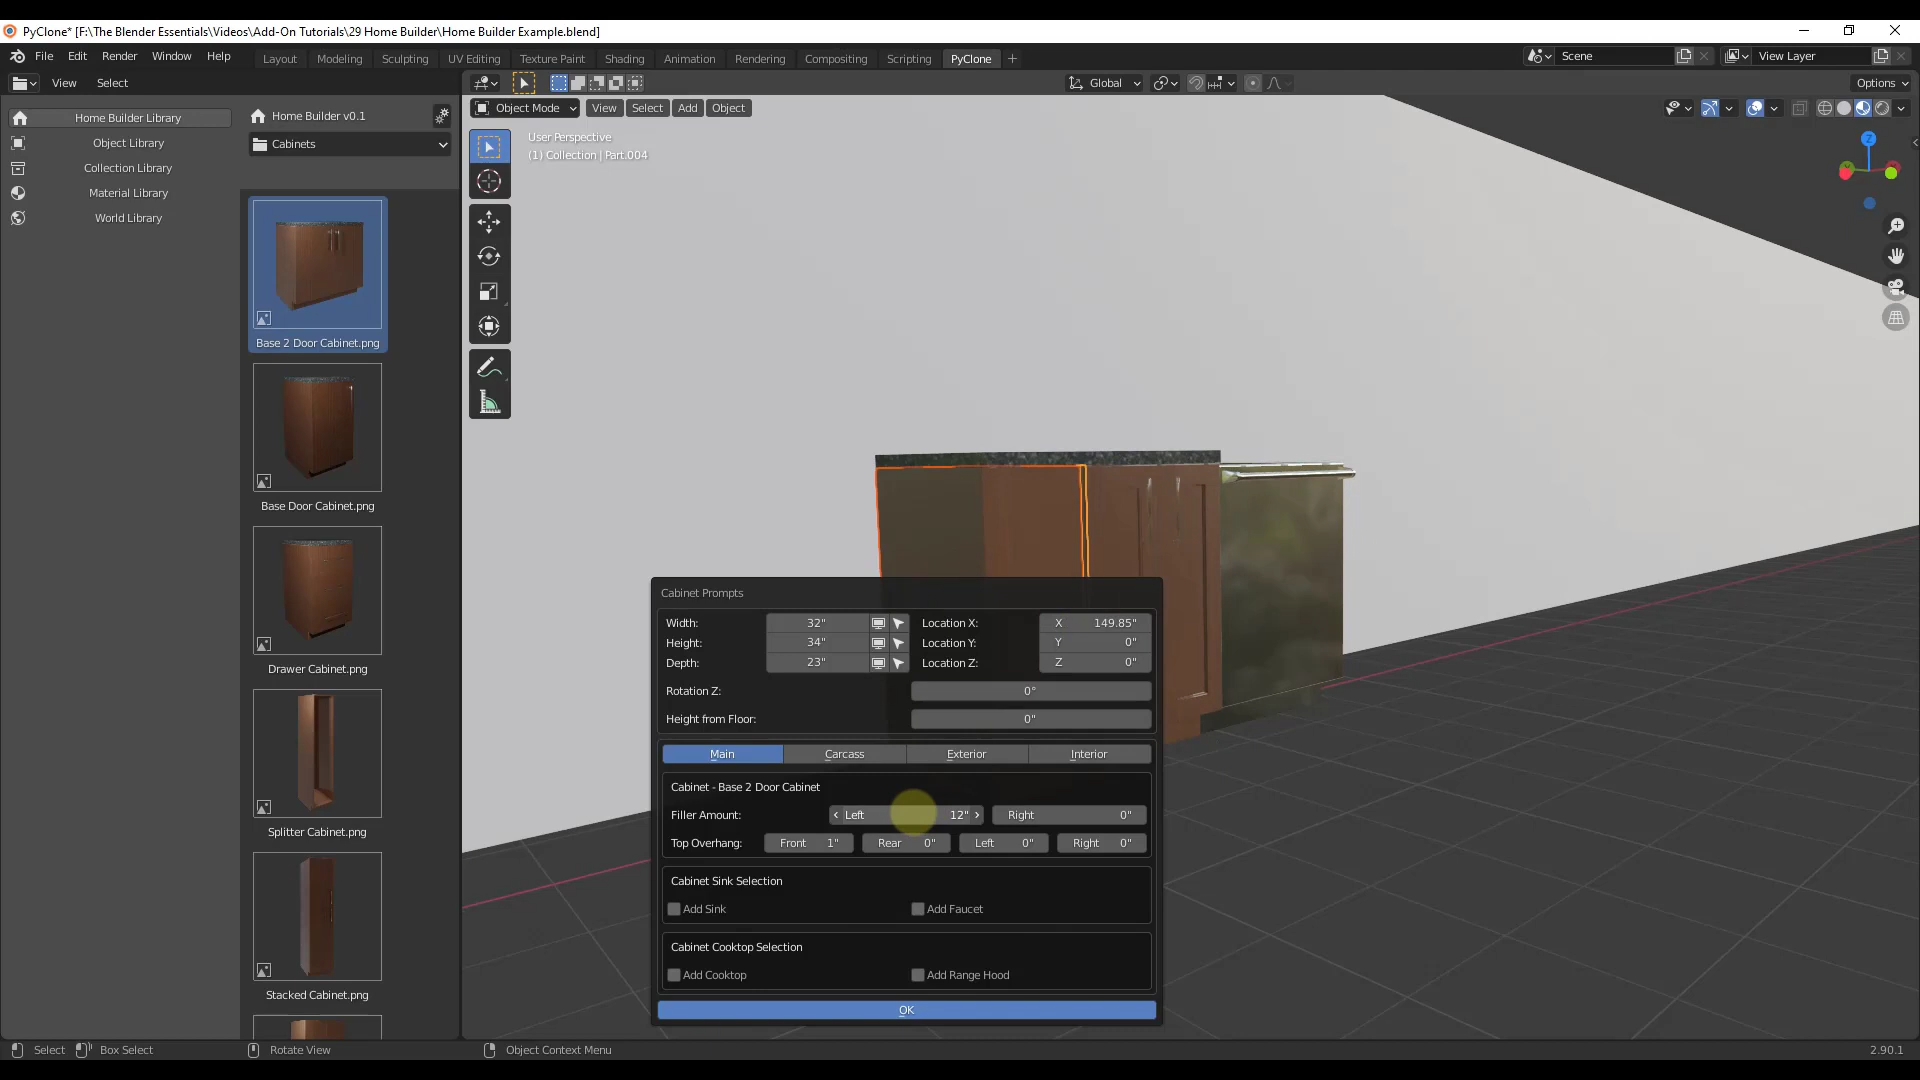 PyClone* [F:\The Blender Essentials\Videos\Add-On Tutorials\29 Home Builder\Home Builder Example.blend]
File Edit Render Window Help Layout Modeling Sculpting UV Editing Texture Paint Shading Animation Rendering Compositing Scripting PyClone + Scene View Layer
View Select Global Options
Object Mode View Select Add Object
Home Builder Library
Object Library
Collection Library
Material Library
World Library
Home Builder v0.1
Cabinets
Base 2 Door Cabinet.png
Base Door Cabinet.png
Drawer Cabinet.png
Splitter Cabinet.png
Stacked Cabinet.png
User Perspective
(1) Collection | Part.004
Z
Cabinet Prompts
Width: 32" Location X: X 149.85"
Height: 34" Location Y: Y 0"
Depth: 23" Location Z: Z 0"
Rotation Z: 0°
Height from Floor: 0"
Main Carcass Exterior Interior
Cabinet - Base 2 Door Cabinet
Filler Amount: Left 12" Right 0"
Top Overhang: Front 1" Rear 0" Left 0" Right 0"
Cabinet Sink Selection
Add Sink Add Faucet
Cabinet Cooktop Selection
Add Cooktop Add Range Hood
OK
Select Box Select Rotate View Object Context Menu 2.90.1